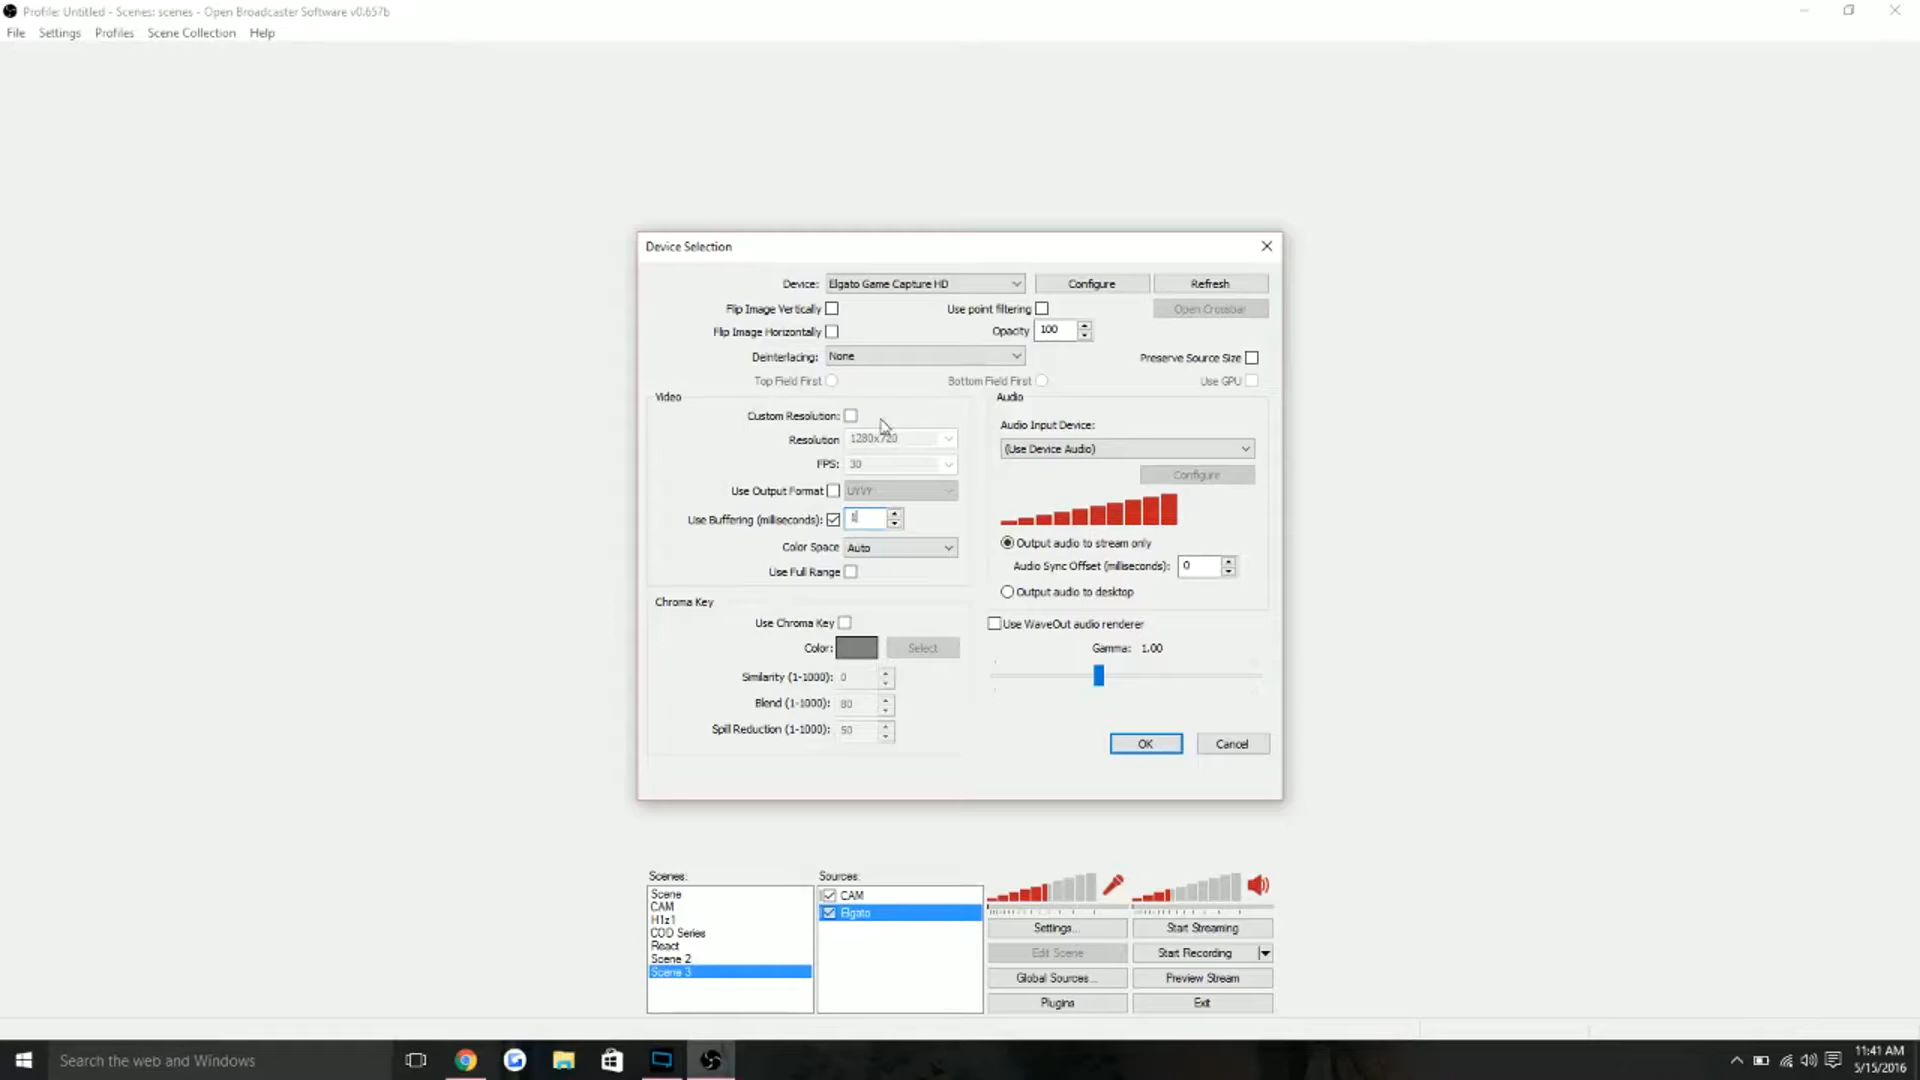 Profile: Untitled - Scenes: scenes - Open Broadcaster Software v0.657b
File Settings Profiles Scene Collection Help
Device Selection
Device: Elgato Game Capture HD Configure Refresh
Flip Image Vertically Use point filtering Open Crossbar
Flip Image Horizontally Opacity 100
Deinterlacing: None Preserve Source Size
Top Field First Bottom Field First Use GPU
Video Audio
Custom Resolution:
Audio Input Device:
Resolution 1280x720
(Use Device Audio)
FPS: 30
Configure
Use Output Format UYVY
Use Buffering (milliseconds):
Output audio to stream only
Color Space Auto
Audio Sync Offset (milliseconds): 0
Use Full Range
Output audio to desktop
Chroma Key
Use Chroma Key Use WaveOut audio renderer
Color: Select Gamma: 1.00
Similarity (1-1000): 0
Blend (1-1000): 80
Spill Reduction (1-1000): 50
OK Cancel
Scenes: Sources:
Scene
CAM
H1z1
COD Series
React
Scene 2
Scene 3
CAM
Elgato
Settings... Start Streaming
Edit Scene Start Recording
Global Sources... Preview Stream
Plugins Exit
Search the web and Windows
11:41 AM
5/15/2016